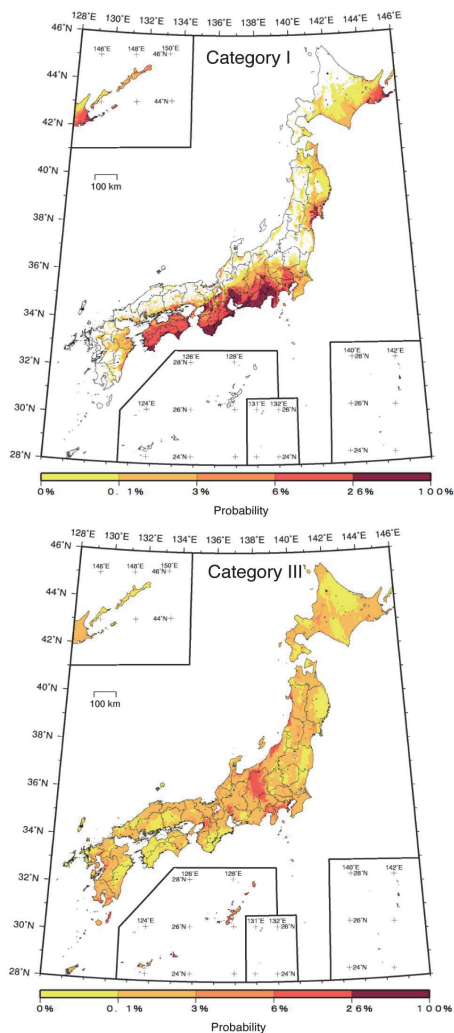 128°E 130°E 132°E 134°E 136°E 138°E 140°E 142°E 144°E 146°E
46°N
146°E 148°E 150°E
46°N
Category I
44°N
44°N
42°N
40°N
100 km
38°N
36°N
34°N
32°N
126°E 128°E
28°N
140°E 142°E
28°N
30°N
124°E
26°N
131°E 132°E
26°N
26°N
28°N
24°N
24°N
24°N
0% 0.1% 3% 6% 26% 100%
Probability
128°E 130°E 132°E 134°E 136°E 138°E 140°E 142°E 144°E 146°E
46°N
146°E 148°E 150°E
46°N
Category III
44°N
44°N
42°N
40°N
100 km
38°N
36°N
34°N
32°N
126°E 128°E
28°N
140°E 142°E
28°N
30°N
124°E
26°N
131°E 132°E
26°N
26°N
28°N
24°N
24°N
24°N
0% 0.1% 3% 6% 26% 100%
Probability